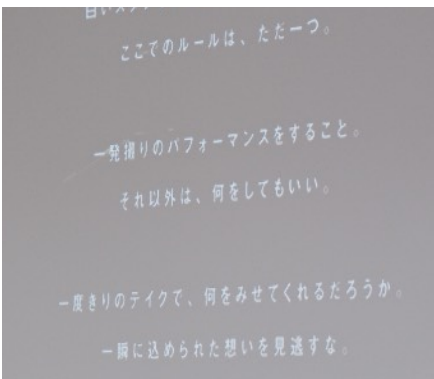 白いスタ
ここでのルールは、ただ一つ。
一発撮りのパフォーマンスをすること。
それ以外は、何をしてもいい。
一度きりのテイクで、何をみせてくれるだろうか。
一瞬に込められた想いを見逃すな。